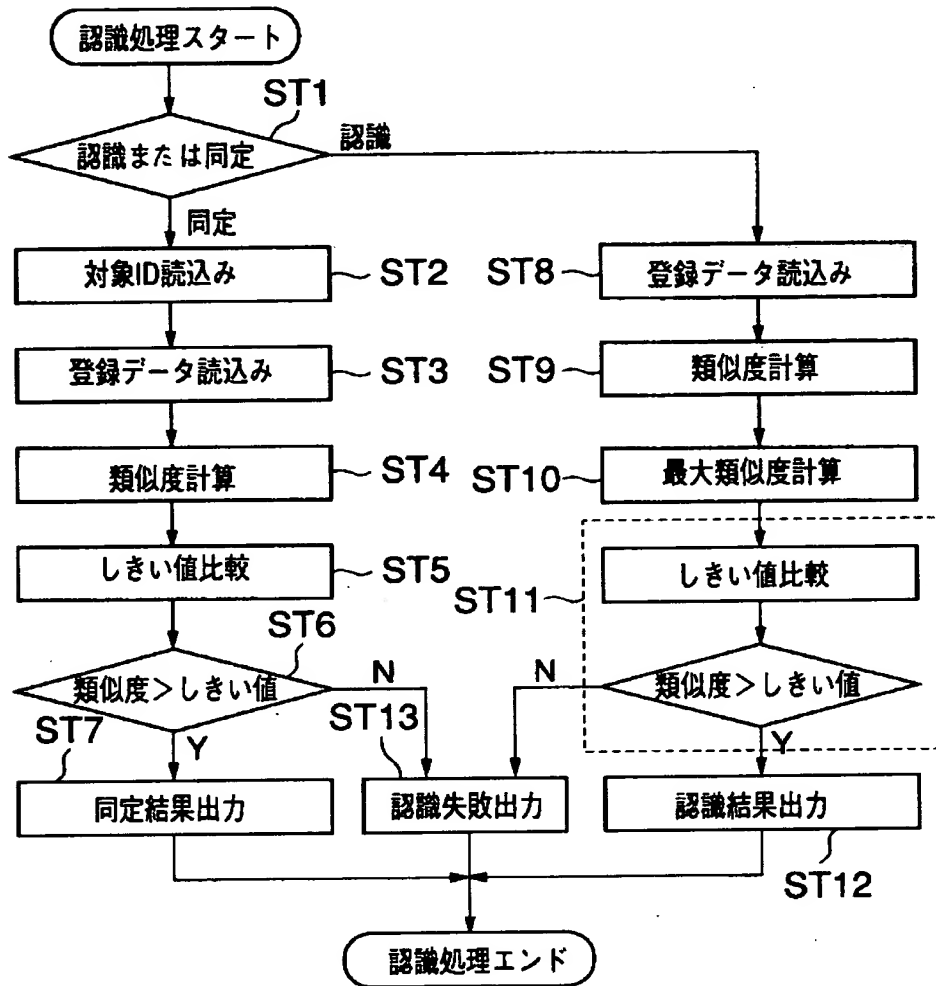 認識処理スタート
ST1
認識または同定
認識
同定
対象ID読込み
ST2
登録データ読込み
ST3
類似度計算
ST4
しきい値比較
ST5
ST6
類似度＞しきい値
N
Y
ST7
同定結果出力
ST8
登録データ読込み
ST9
類似度計算
ST10
最大類似度計算
ST11
しきい値比較
類似度＞しきい値
N
Y
認識結果出力
ST12
ST13
認識失敗出力
認識処理エンド